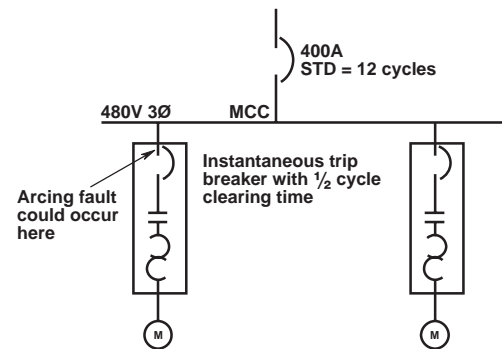 400A
STD = 12 cycles
480V 3Ø MCC
Instantaneous trip
breaker with ½ cycle
clearing time
Arcing fault
could occur
here
M M